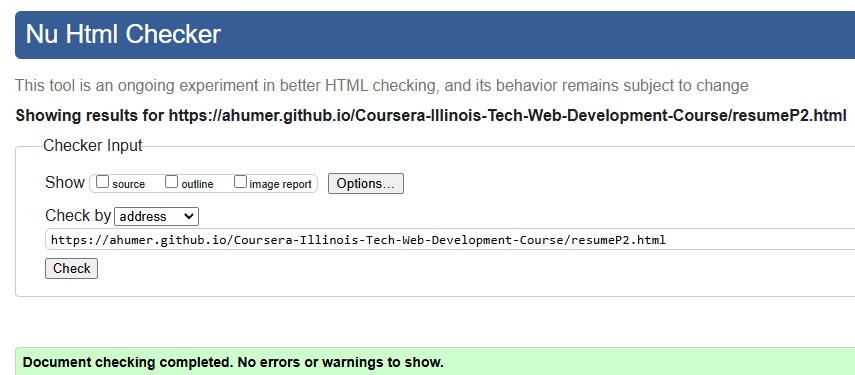 Nu Html Checker
This tool is an ongoing experiment in better HTML checking, and its behavior remains subject to change
Showing results for https://ahumer.github.io/Coursera-Illinois-Tech-Web-Development-Course/resumeP2.html
Checker Input
Show source outline image report Options...
Check by address
https://ahumer.github.io/Coursera-Illinois-Tech-Web-Development-Course/resumeP2.html
Check
Document checking completed. No errors or warnings to show.